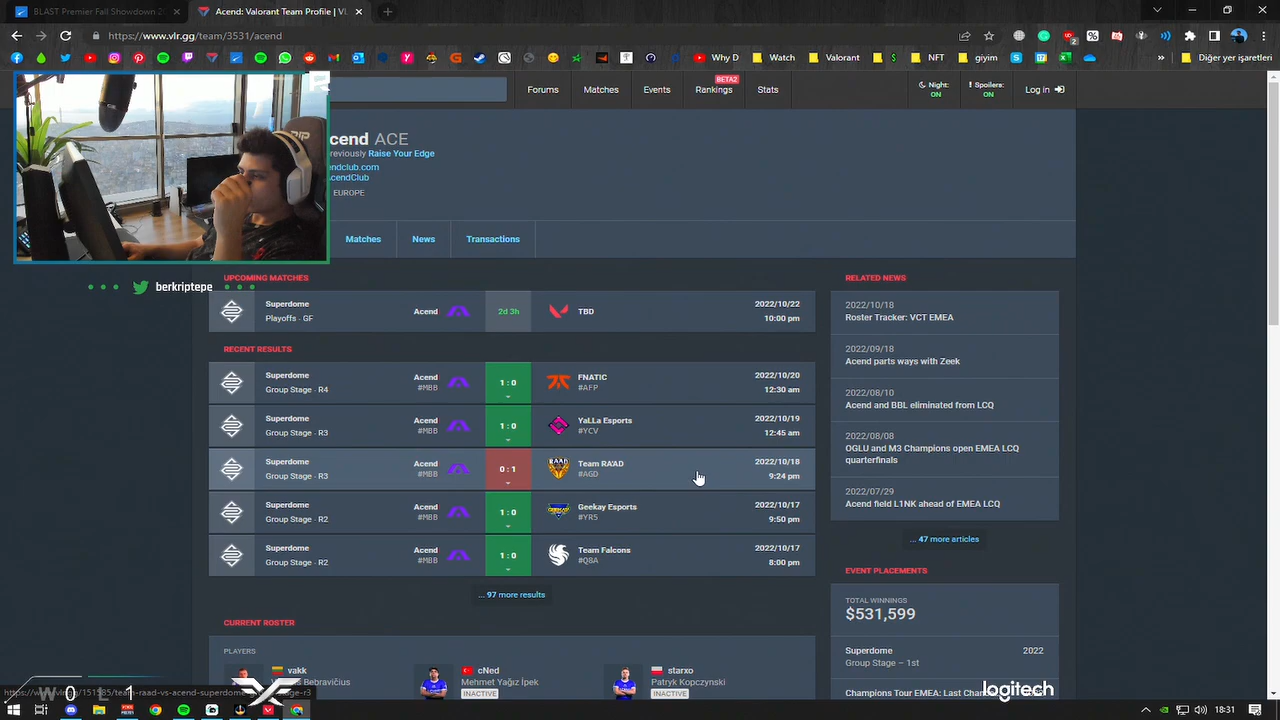 BLAST Premier Fall Showdown 2
Acend: Valorant Team Profile | VL
https://www.vlr.gg/team/3531/acend
Why D
Watch
Valorant
$
NFT
giyim
Diğer yer işaretleri
Forums
Matches
Events
Rankings
BETA2
Stats
Night:
ON
Spoilers:
ON
Log in
cend ACE
reviously Raise Your Edge
endclub.com
AcendClub
EUROPE
Matches
News
Transactions
berkriptepe
UPCOMING MATCHES
Superdome
Playoffs - GF
Acend
2d 3h
TBD
2022/10/22
10:00 pm
RECENT RESULTS
Superdome
Group Stage - R4
Acend
#MBB
1 : 0
FNATIC
#AFP
2022/10/20
12:30 am
Superdome
Group Stage - R3
Acend
#MBB
1 : 0
YaLLa Esports
#YCV
2022/10/19
12:45 am
Superdome
Group Stage - R3
Acend
#MBB
0 : 1
Team RA'AD
#AGD
2022/10/18
9:24 pm
Superdome
Group Stage - R2
Acend
#MBB
1 : 0
Geekay Esports
#YR5
2022/10/17
9:50 pm
Superdome
Group Stage - R2
Acend
#MBB
1 : 0
Team Falcons
#Q8A
2022/10/17
8:00 pm
... 97 more results
CURRENT ROSTER
PLAYERS
vakk
Bebravičius
cNed
Mehmet Yağız İpek
INACTIVE
starxo
Patryk Kopczynski
INACTIVE
RELATED NEWS
2022/10/18
Roster Tracker: VCT EMEA
2022/09/18
Acend parts ways with Zeek
2022/08/10
Acend and BBL eliminated from LCQ
2022/08/08
OGLU and M3 Champions open EMEA LCQ
quarterfinals
2022/07/29
Acend field L1NK ahead of EMEA LCQ
... 47 more articles
EVENT PLACEMENTS
TOTAL WINNINGS
$531,599
Superdome
2022
Group Stage – 1st
Champions Tour EMEA: Last Chan
logitech
W 0 L 1
18:31